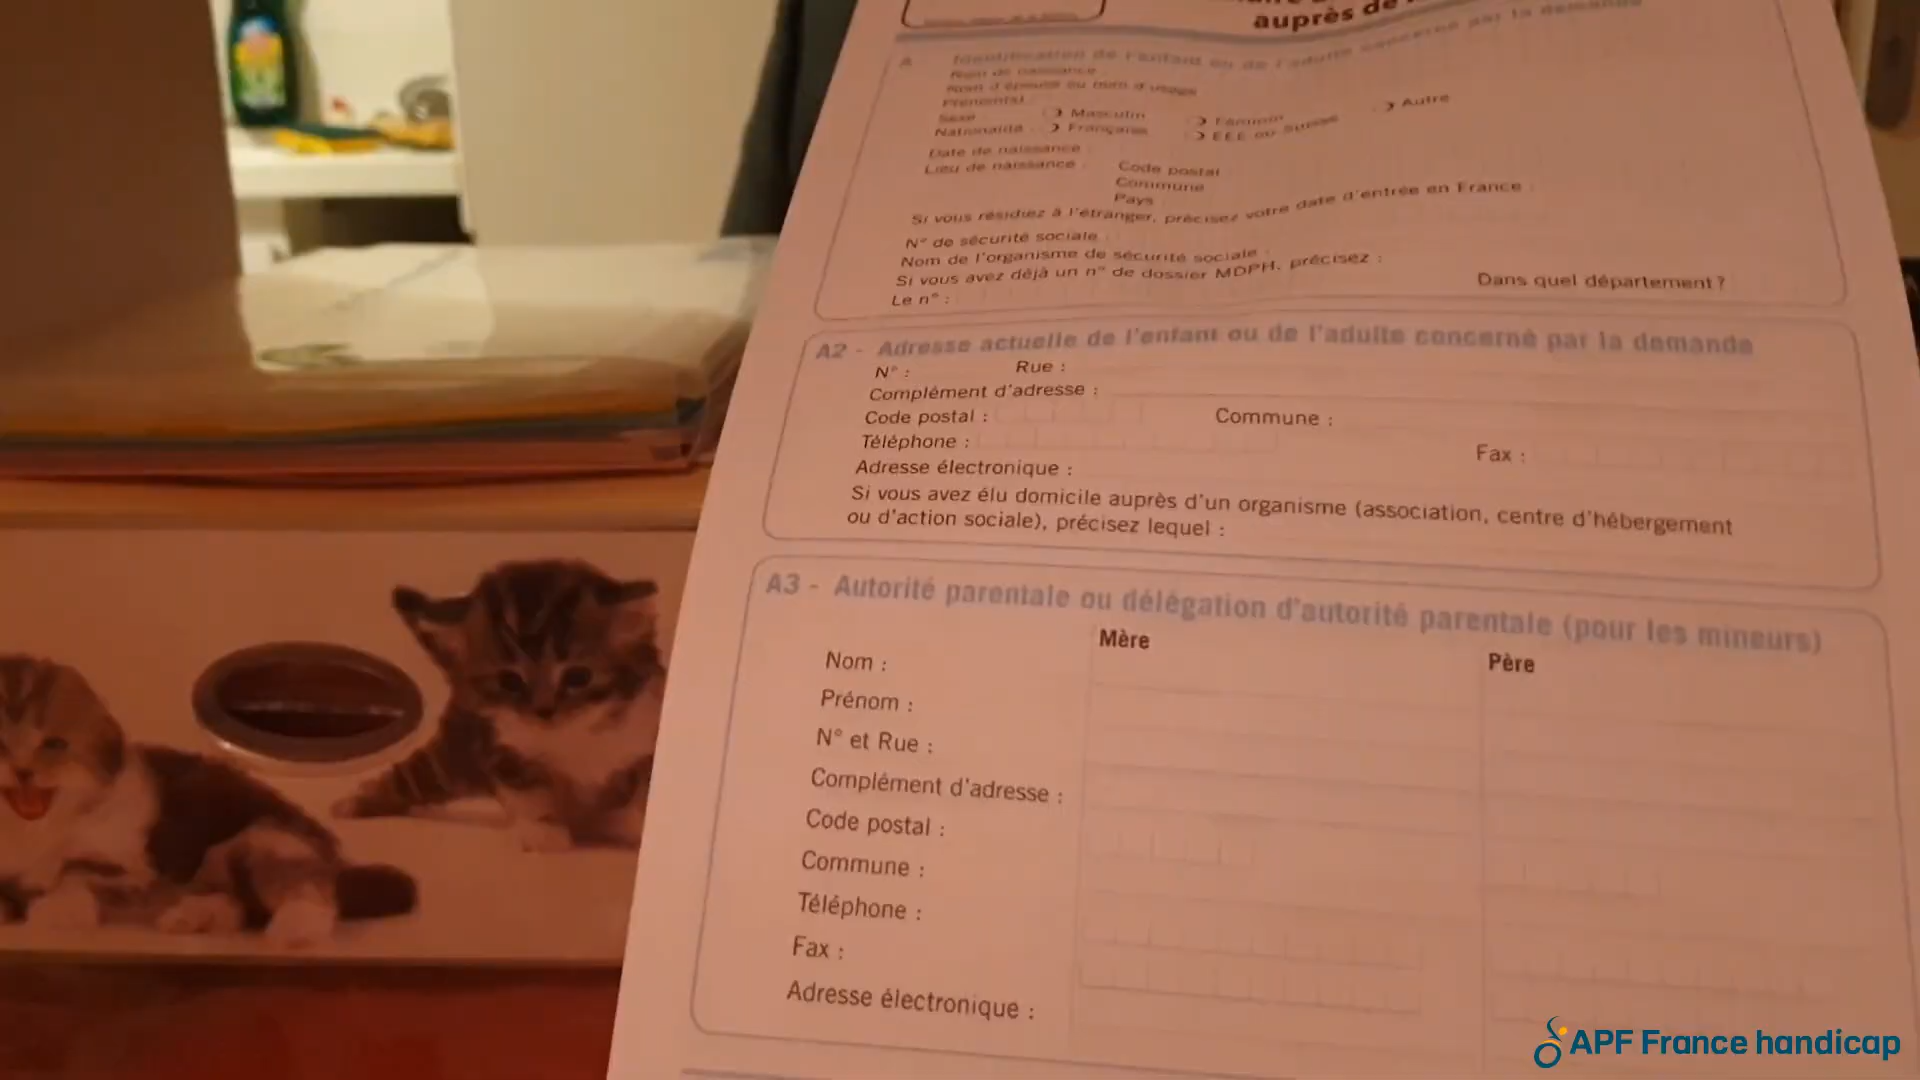 auprès de
A Identification de l'enfant ou de l'adulte concerné par la demande
Nom de naissance :
Nom d'épouse ou nom d'usage
Prénom(s) :
Sexe Masculin Féminin
Nationalité Française EEE ou Suisse Autre
Date de naissance :
Lieu de naissance : Code postal
Commune
Pays
Si vous résidiez à l'étranger, précisez votre date d'entrée en France :
N° de sécurité sociale :
Nom de l'organisme de sécurité sociale :
Si vous avez déjà un n° de dossier MDPH, précisez :
Le n° : Dans quel département ?
A2 - Adresse actuelle de l'enfant ou de l'adulte concerné par la demande
N° : Rue :
Complément d'adresse :
Code postal : Commune :
Téléphone : Fax :
Adresse électronique :
Si vous avez élu domicile auprès d'un organisme (association, centre d'hébergement
ou d'action sociale), précisez lequel :
A3 - Autorité parentale ou délégation d'autorité parentale (pour les mineurs)
Mère Père
Nom :
Prénom :
N° et Rue :
Complément d'adresse :
Code postal :
Commune :
Téléphone :
Fax :
Adresse électronique :
APF France handicap